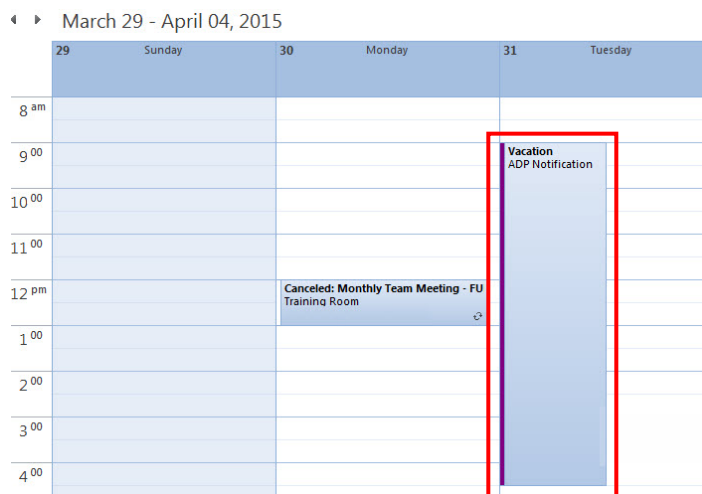 March 29 - April 04, 2015
29 Sunday 30 Monday 31 Tuesday
8 am
9 00
Vacation
ADP Notification
10 00
11 00
12 pm
Canceled: Monthly Team Meeting - FU
Training Room
1 00
2 00
3 00
4 00